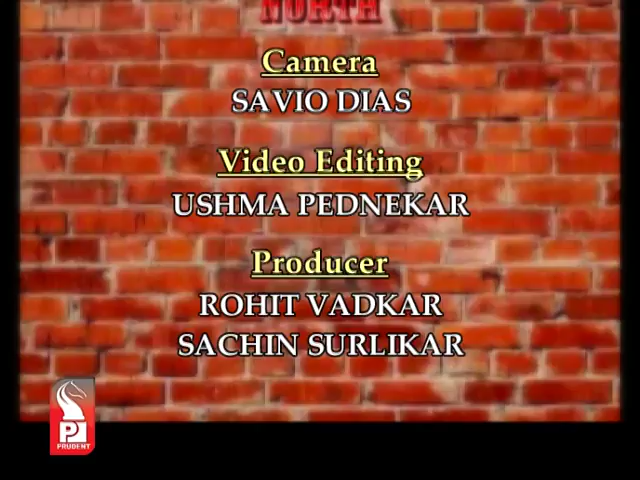 NORTH
Camera
SAVIO DIAS
Video Editing
USHMA PEDNEKAR
Producer
ROHIT VADKAR
SACHIN SURLIKAR
P
PRUDENT